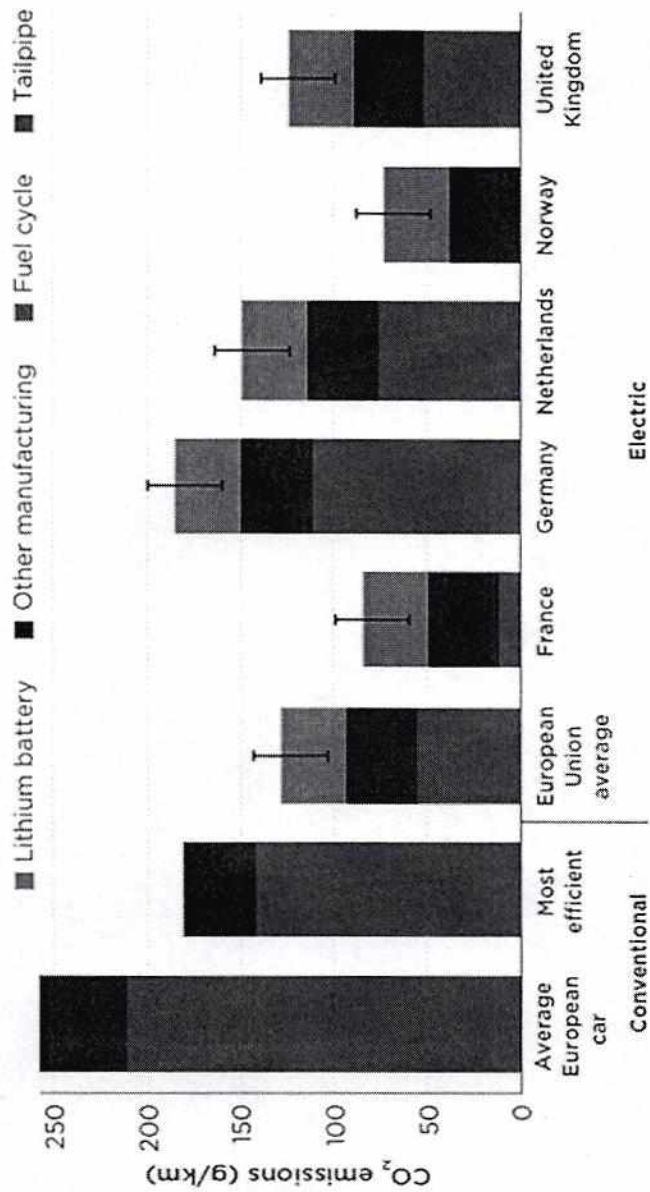 Lithium battery Other manufacturing Fuel cycle Tailpipe
CO₂ emissions (g/km)
250
200
150
100
50
0
Average
European
car
Most
efficient
European
Union
average
France
Germany
Netherlands
Norway
United
Kingdom
Conventional
Electric